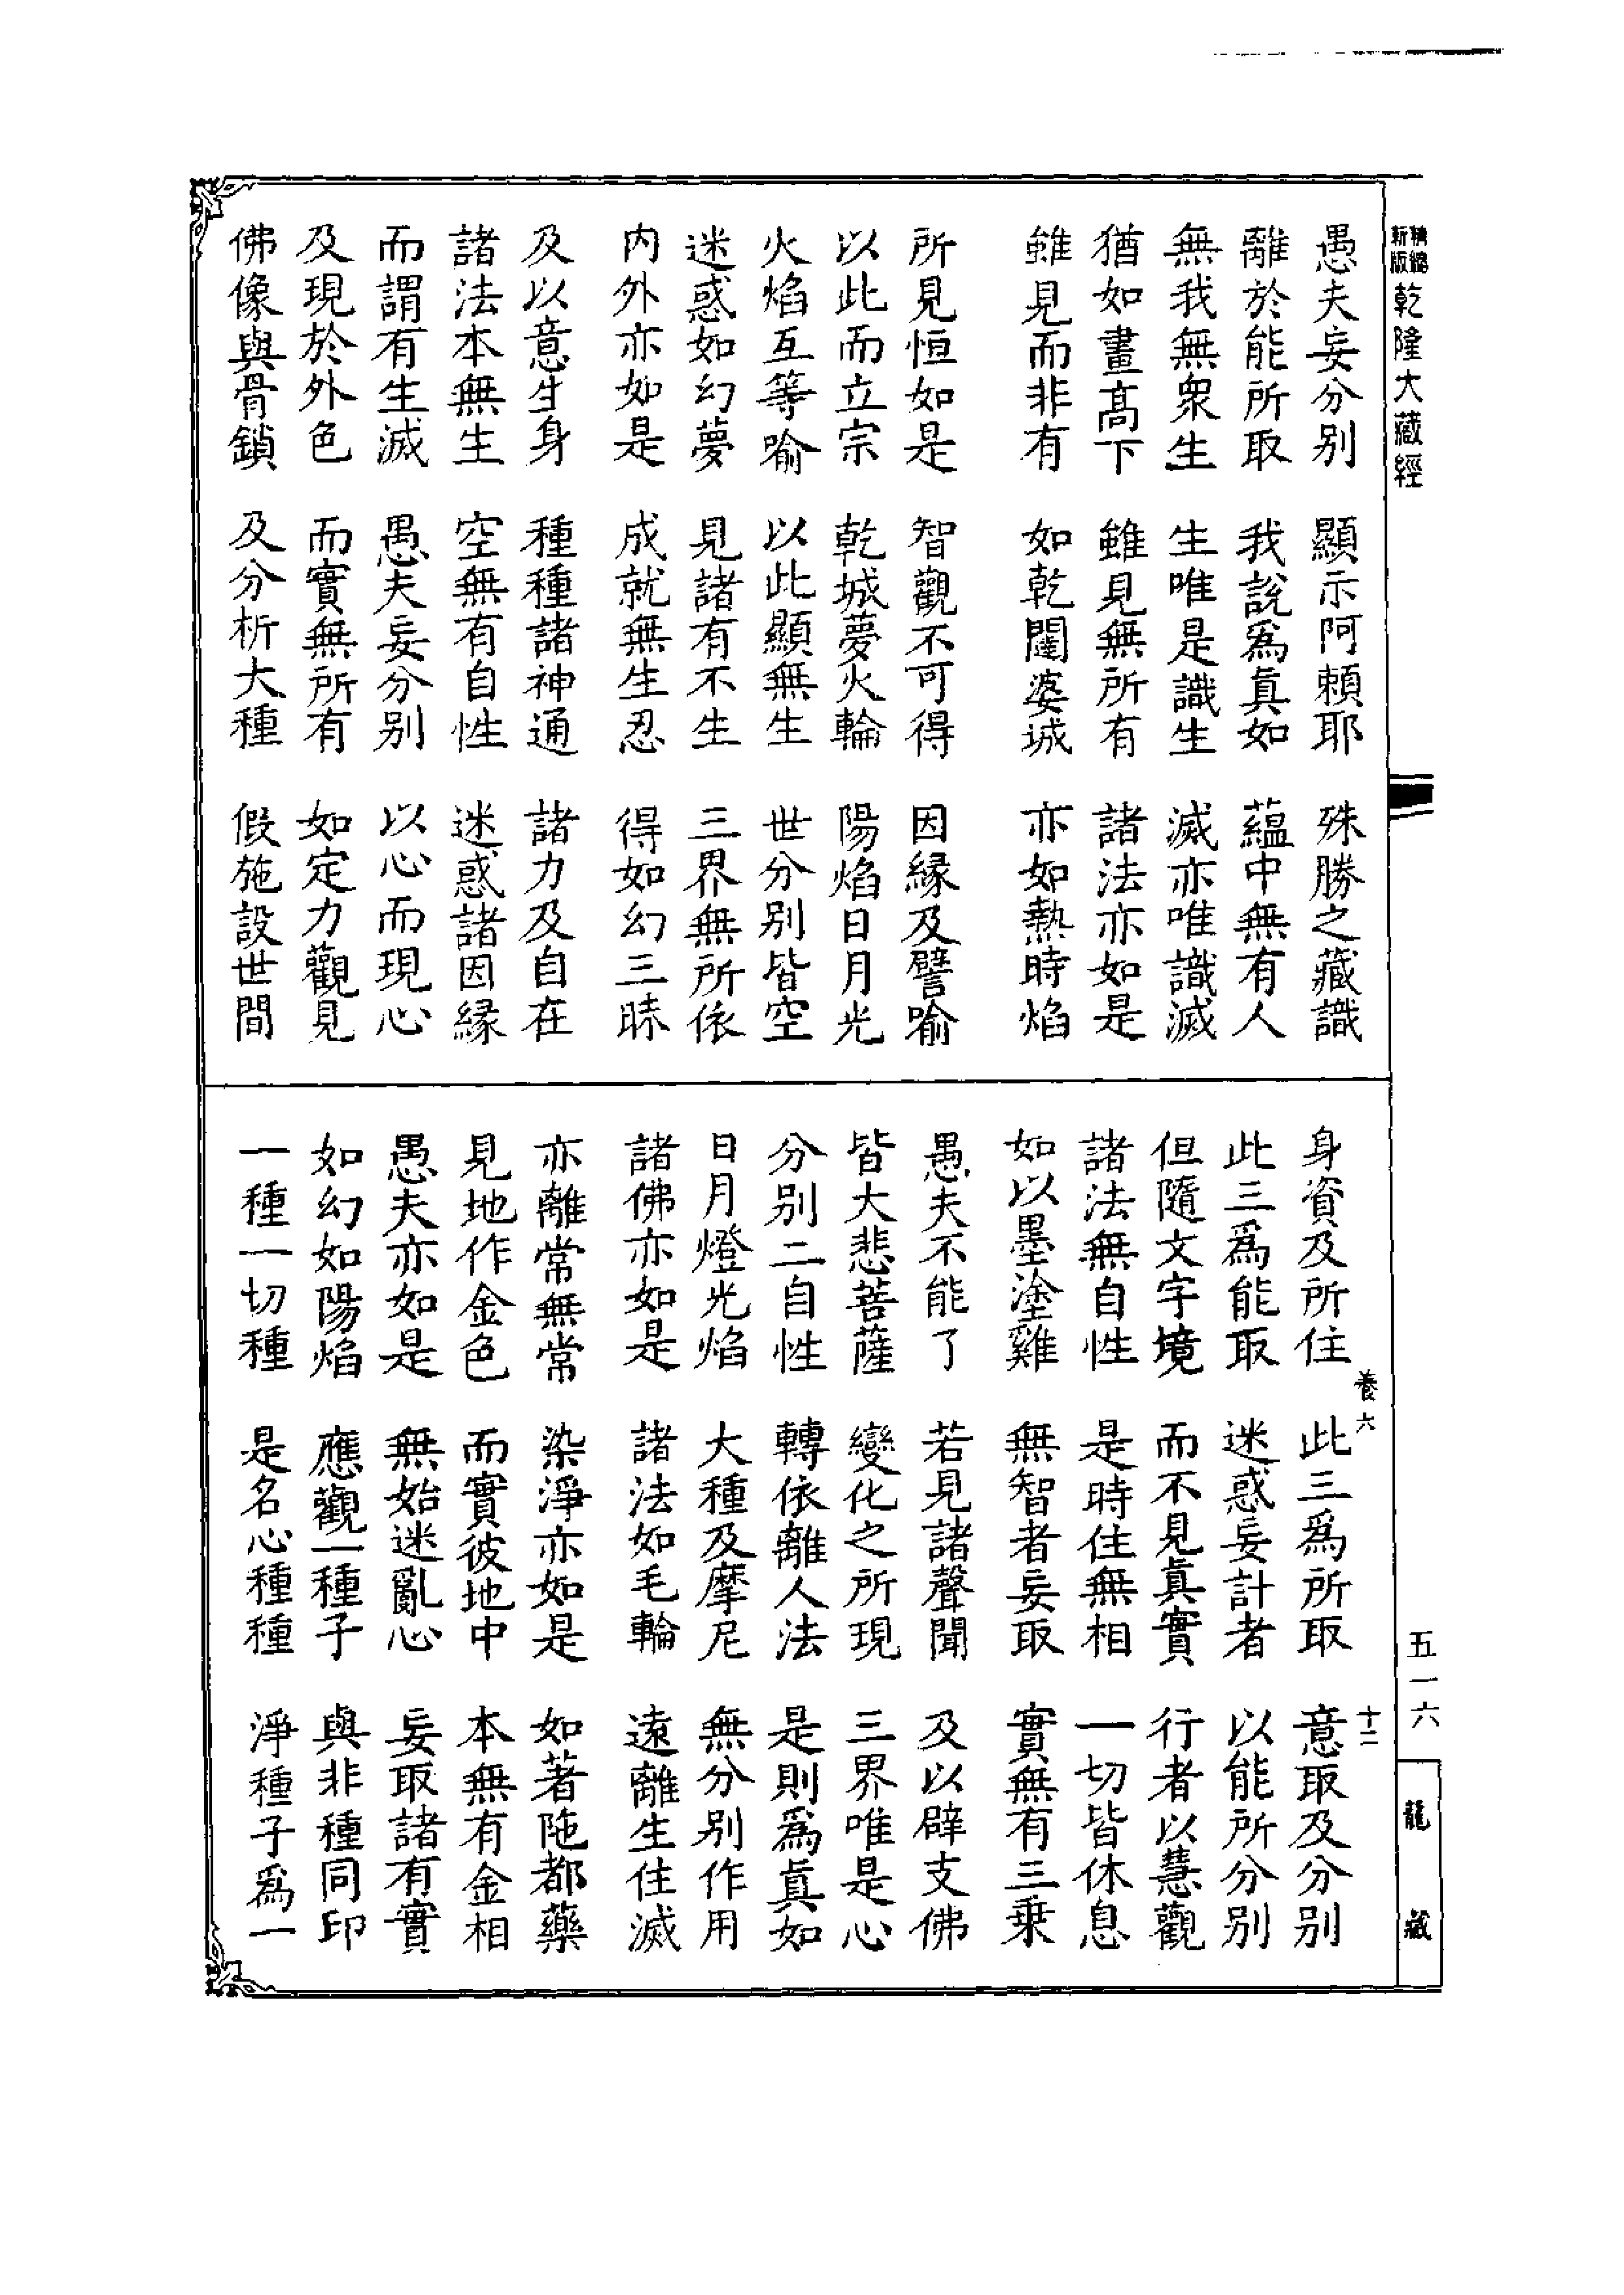 精縮新版乾隆大藏經
愚夫妄分別　顯示阿賴耶　殊勝之藏識
離於能所取　我說爲眞如　蘊中無有人
無我無衆生　生唯是識生　滅亦唯識滅
猶如畫高下　雖見無所有　諸法亦如是
雖見而非有　如乾闥婆城　亦如熱時焰
所見恒如是　智觀不可得　因緣及譬喻
以此而立宗　乾城夢火輪　陽焰日月光
火焰互等喻　以此顯無生　世分別皆空
迷惑如幻夢　見諸有不生　三界無所依
內外亦如是　成就無生忍　得如幻三昧
及以意生身　種種諸神通　諸力及自在
諸法本無生　空無有自性　迷惑諸因緣
而謂有生滅　愚夫妄分別　以心而現心
及現於外色　而實無所有　如定力觀見
佛像與骨鎖　及分析大種　假施設世間
身資及所住　此三爲所取　意取及分別
此三爲能取　迷惑妄計者　以能所分別
但隨文字境　而不見眞實　行者以慧觀
諸法無自性　是時住無相　一切皆休息
如以墨塗雞　無智者妄取　實無有三乘
愚夫不能了　若見諸聲聞　及以辟支佛
皆大悲菩薩　變化之所現　三界唯是心
分別二自性　轉依離人法　是則爲眞如
日月燈光焰　大種及摩尼　無分別作用
諸佛亦如是　諸法如毛輪　遠離生住滅
亦離常無常　染淨亦如是　如著陁都藥
見地作金色　而實彼地中　本無有金相
愚夫亦如是　無始迷亂心　妄取諸有實
如幻如陽焰　應觀一種子　與非種同印
一種一切種　是名心種種　淨種子爲一
養六　十二
五一六
龍藏